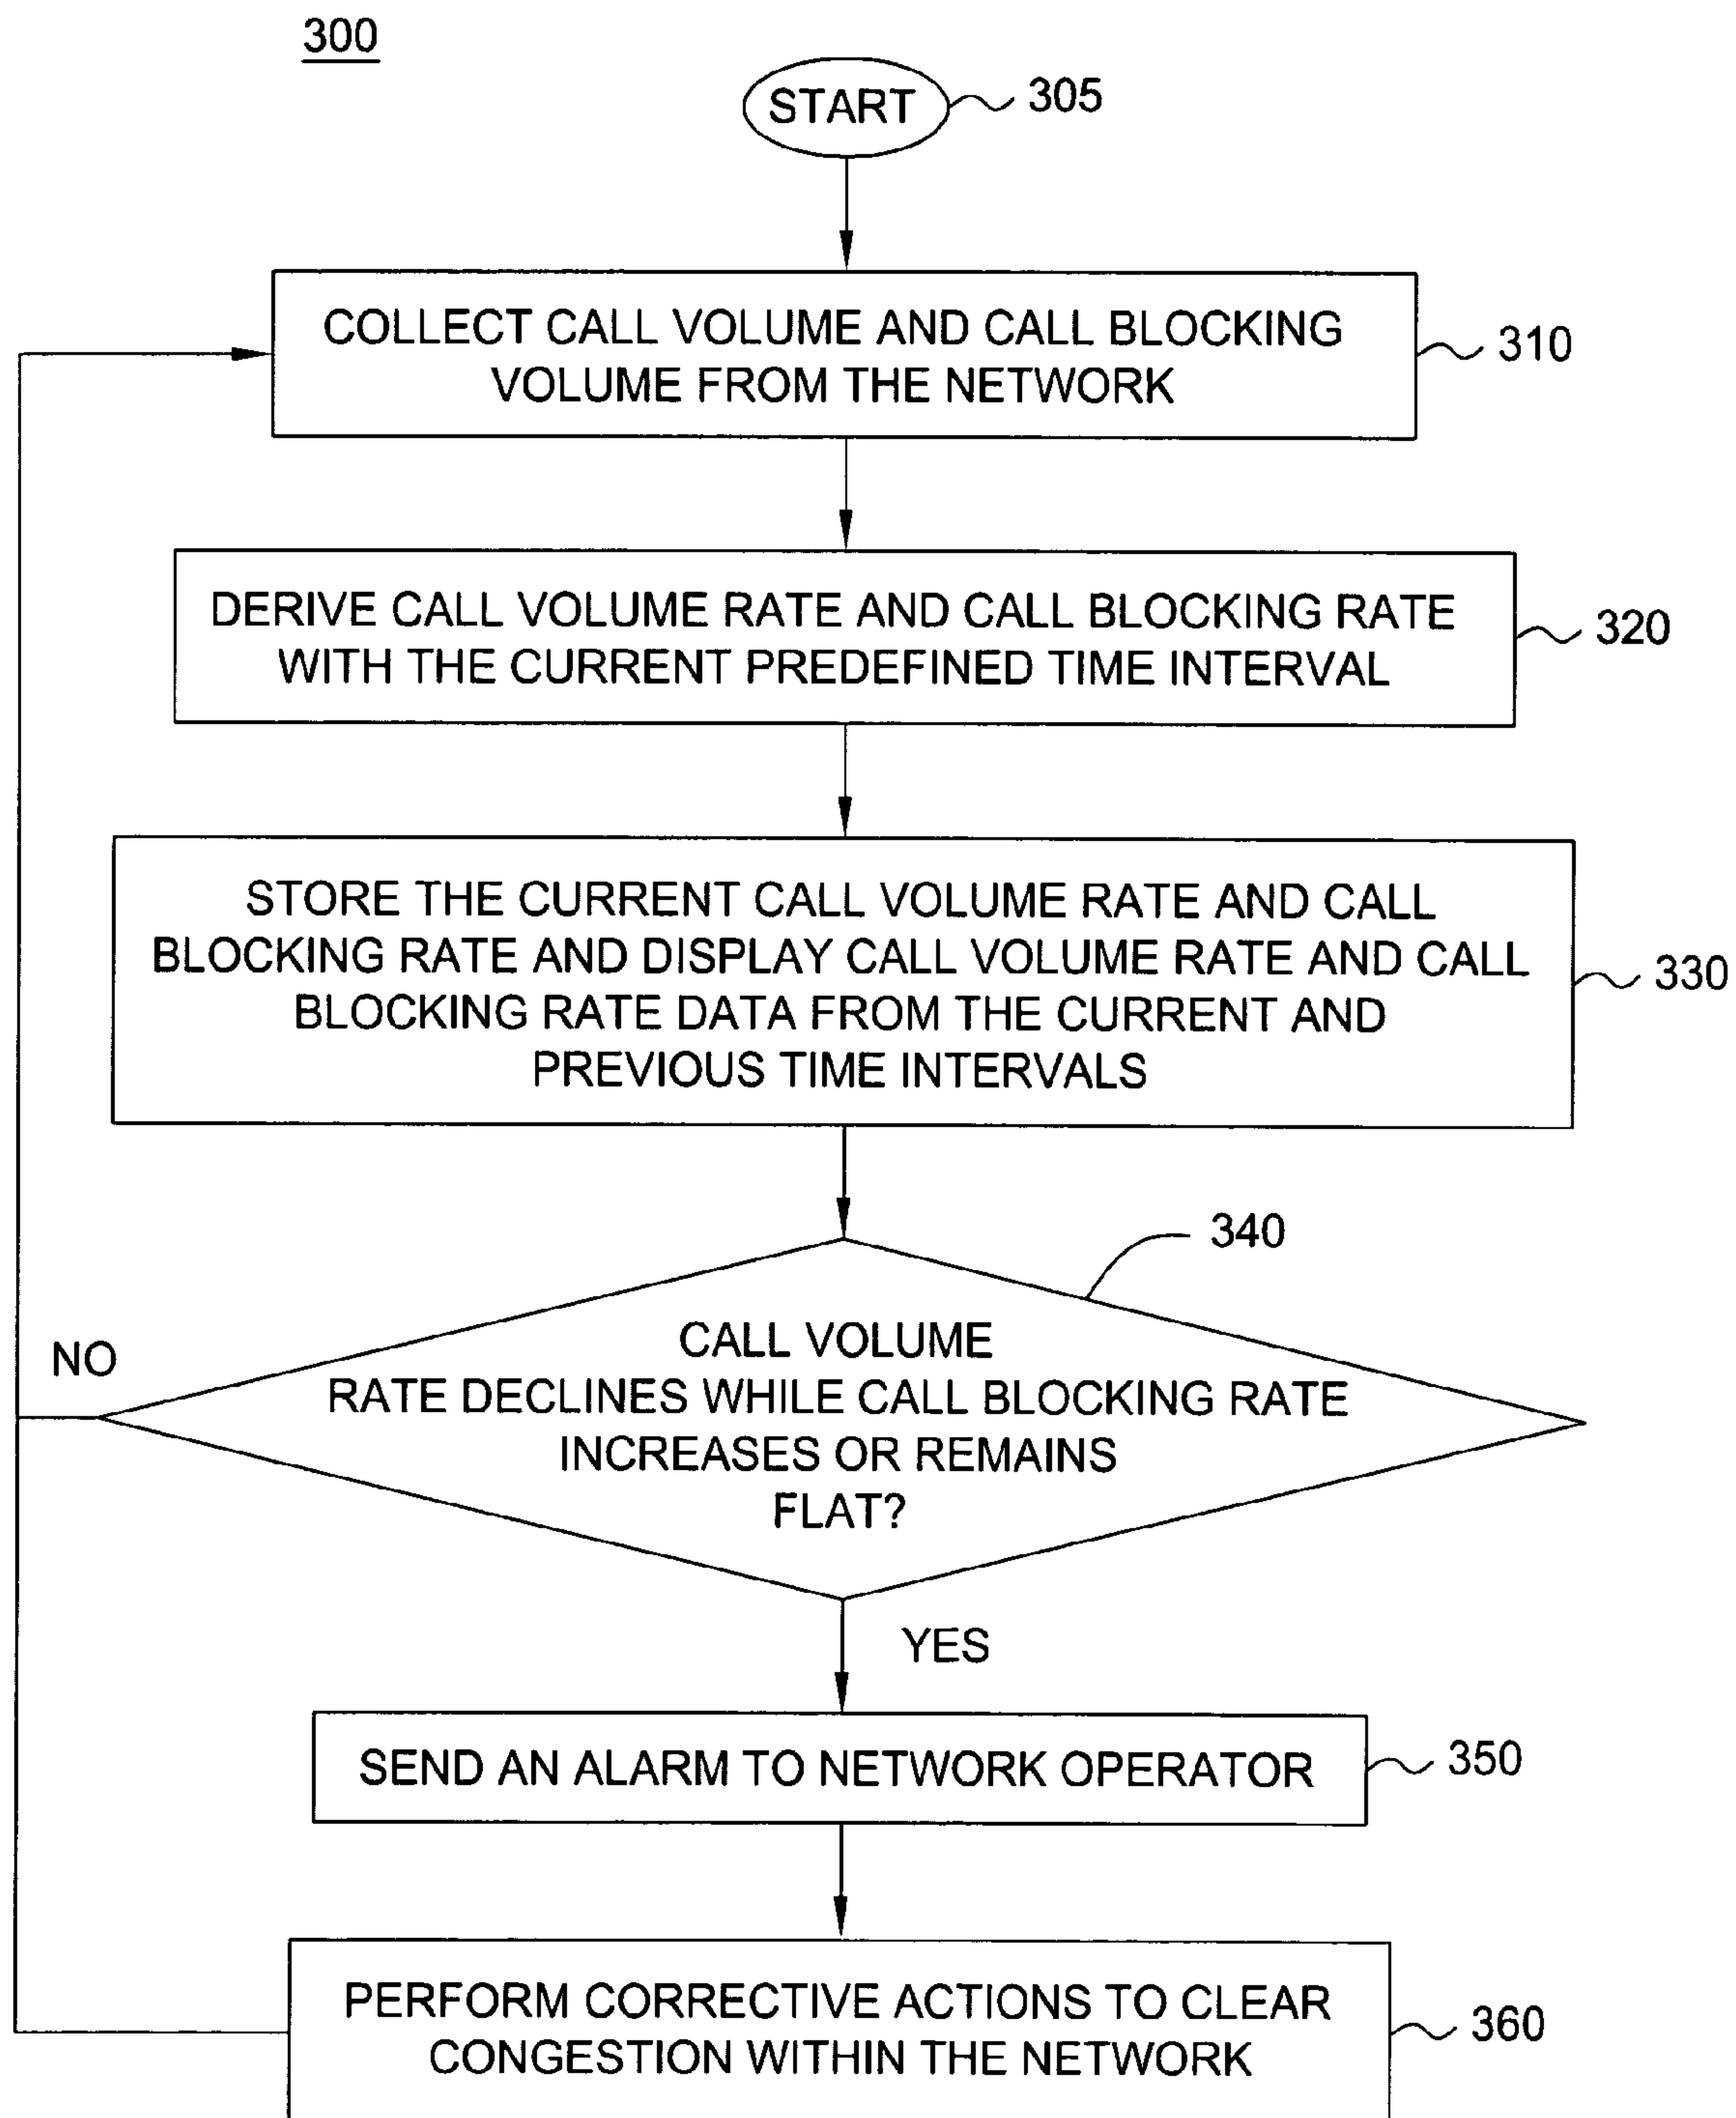 300
START
305
COLLECT CALL VOLUME AND CALL BLOCKING
VOLUME FROM THE NETWORK
310
DERIVE CALL VOLUME RATE AND CALL BLOCKING RATE
WITH THE CURRENT PREDEFINED TIME INTERVAL
320
STORE THE CURRENT CALL VOLUME RATE AND CALL
BLOCKING RATE AND DISPLAY CALL VOLUME RATE AND CALL
BLOCKING RATE DATA FROM THE CURRENT AND
PREVIOUS TIME INTERVALS
330
340
CALL VOLUME
RATE DECLINES WHILE CALL BLOCKING RATE
INCREASES OR REMAINS
FLAT?
NO
YES
SEND AN ALARM TO NETWORK OPERATOR
350
PERFORM CORRECTIVE ACTIONS TO CLEAR
CONGESTION WITHIN THE NETWORK
360